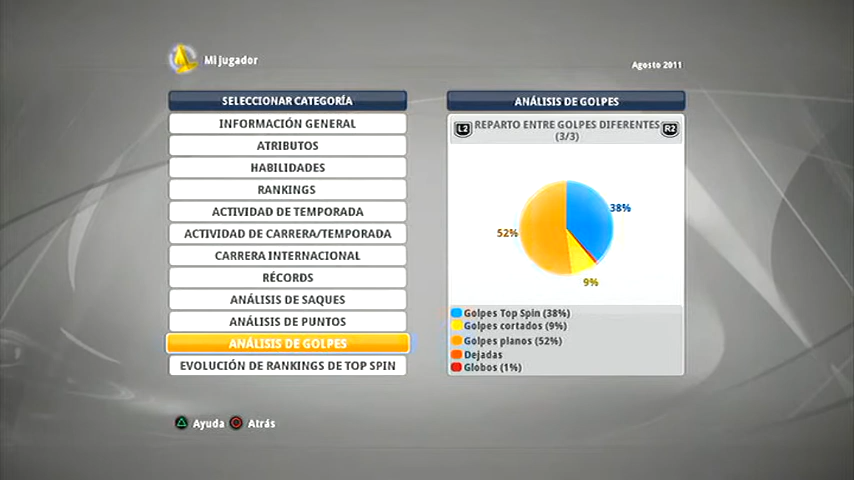 Mi jugador
Agosto 2011
SELECCIONAR CATEGORÍA
INFORMACIÓN GENERAL
ATRIBUTOS
HABILIDADES
RANKINGS
ACTIVIDAD DE TEMPORADA
ACTIVIDAD DE CARRERA/TEMPORADA
CARRERA INTERNACIONAL
RÉCORDS
ANÁLISIS DE SAQUES
ANÁLISIS DE PUNTOS
ANÁLISIS DE GOLPES
EVOLUCIÓN DE RANKINGS DE TOP SPIN
ANÁLISIS DE GOLPES
L2 REPARTO ENTRE GOLPES DIFERENTES R2
(3/3)
38%
52%
9%
Golpes Top Spin (38%)
Golpes cortados (9%)
Golpes planos (52%)
Dejadas
Globos (1%)
Ayuda Atrás